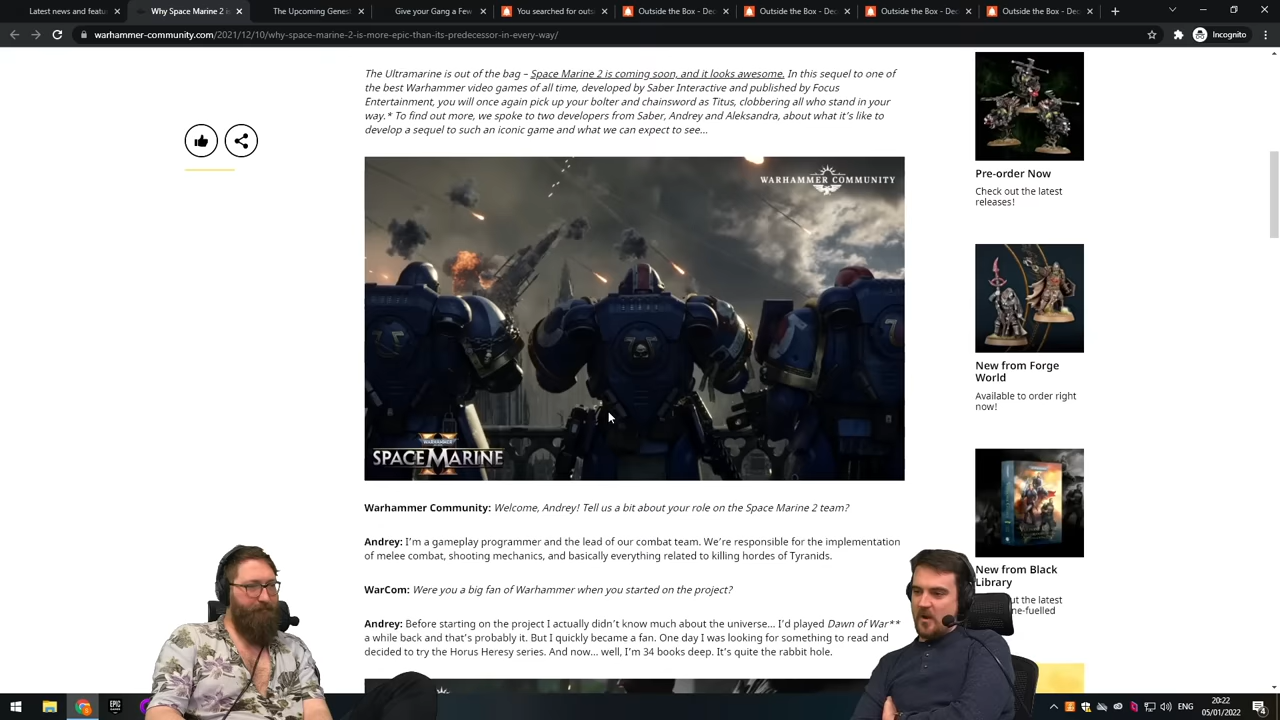 Latest news and featu
Why Space Marine 2 i
The Upcoming Genest
Give your Gang a Few
You searched for outs
Outside the Box - Dec
Outside the Box - Dec
Outside the Box - Dec
warhammer-community.com/2021/12/10/why-space-marine-2-is-more-epic-than-its-predecessor-in-every-way/
Incognito
The Ultramarine is out of the bag – Space Marine 2 is coming soon, and it looks awesome. In this sequel to one of
the best Warhammer video games of all time, developed by Saber Interactive and published by Focus
Entertainment, you will once again pick up your bolter and chainsword as Titus, clobbering all who stand in your
way.* To find out more, we spoke to two developers from Saber, Andrey and Aleksandra, about what it's like to
develop a sequel to such an iconic game and what we can expect to see...
WARHAMMER COMMUNITY
WARHAMMER
SPACE MARINE
Warhammer Community: Welcome, Andrey! Tell us a bit about your role on the Space Marine 2 team?
Andrey: I'm a gameplay programmer and the lead of our combat team. We're responsible for the implementation
of melee combat, shooting mechanics, and basically everything related to killing hordes of Tyranids.
WarCom: Were you a big fan of Warhammer when you started on the project?
Andrey: Before starting on the project I actually didn't know much about the universe... I'd played Dawn of War**
a while back and that's probably it. But I quickly became a fan. One day I was looking for something to read and
decided to try the Horus Heresy series. And now... well, I'm 34 books deep. It's quite the rabbit hole.
Pre-order Now
Check out the latest
releases!
New from Forge
World
Available to order right
now!
New from Black
Library
ut the latest
ne-fuelled
EPIC
ENG
20:22
05/01/2022
4